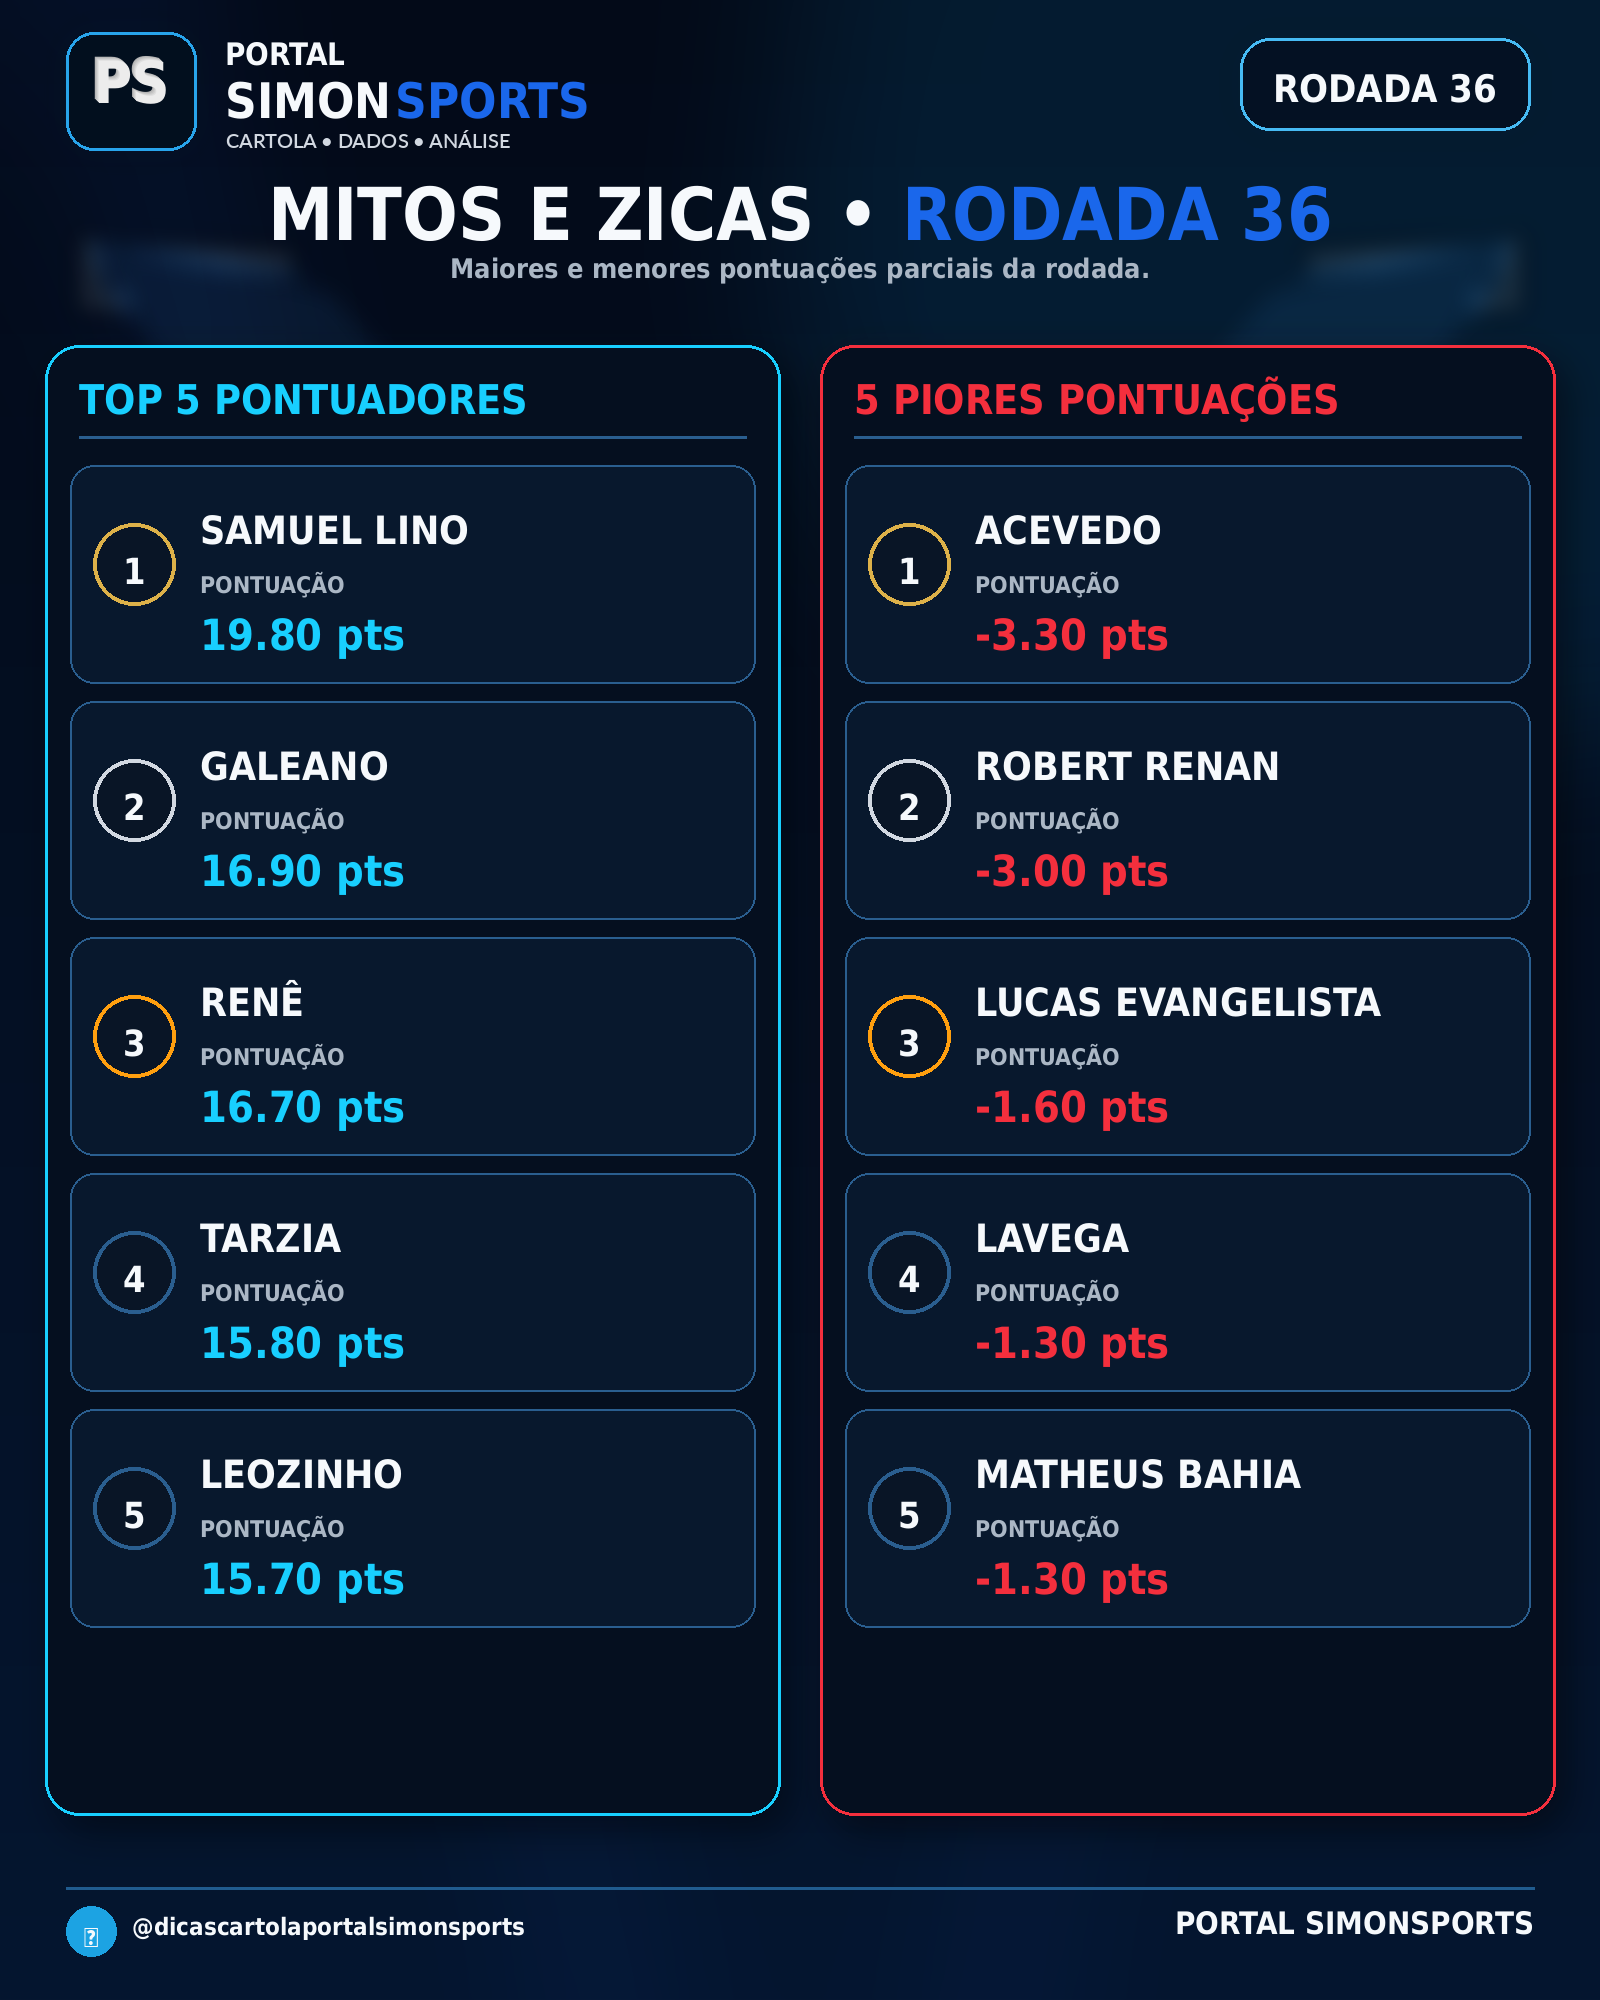 PS
PORTAL
SIMONSPORTS
CARTOLA • DADOS • ANÁLISE
RODADA 36
MITOS E ZICAS • RODADA 36
Maiores e menores pontuações parciais da rodada.
TOP 5 PONTUADORES
1
SAMUEL LINO
PONTUAÇÃO
19.80 pts
2
GALEANO
PONTUAÇÃO
16.90 pts
3
RENÊ
PONTUAÇÃO
16.70 pts
4
TARZIA
PONTUAÇÃO
15.80 pts
5
LEOZINHO
PONTUAÇÃO
15.70 pts
5 PIORES PONTUAÇÕES
1
ACEVEDO
PONTUAÇÃO
-3.30 pts
2
ROBERT RENAN
PONTUAÇÃO
-3.00 pts
3
LUCAS EVANGELISTA
PONTUAÇÃO
-1.60 pts
4
LAVEGA
PONTUAÇÃO
-1.30 pts
5
MATHEUS BAHIA
PONTUAÇÃO
-1.30 pts
@dicascartolaportalsimonsports
PORTAL SIMONSPORTS